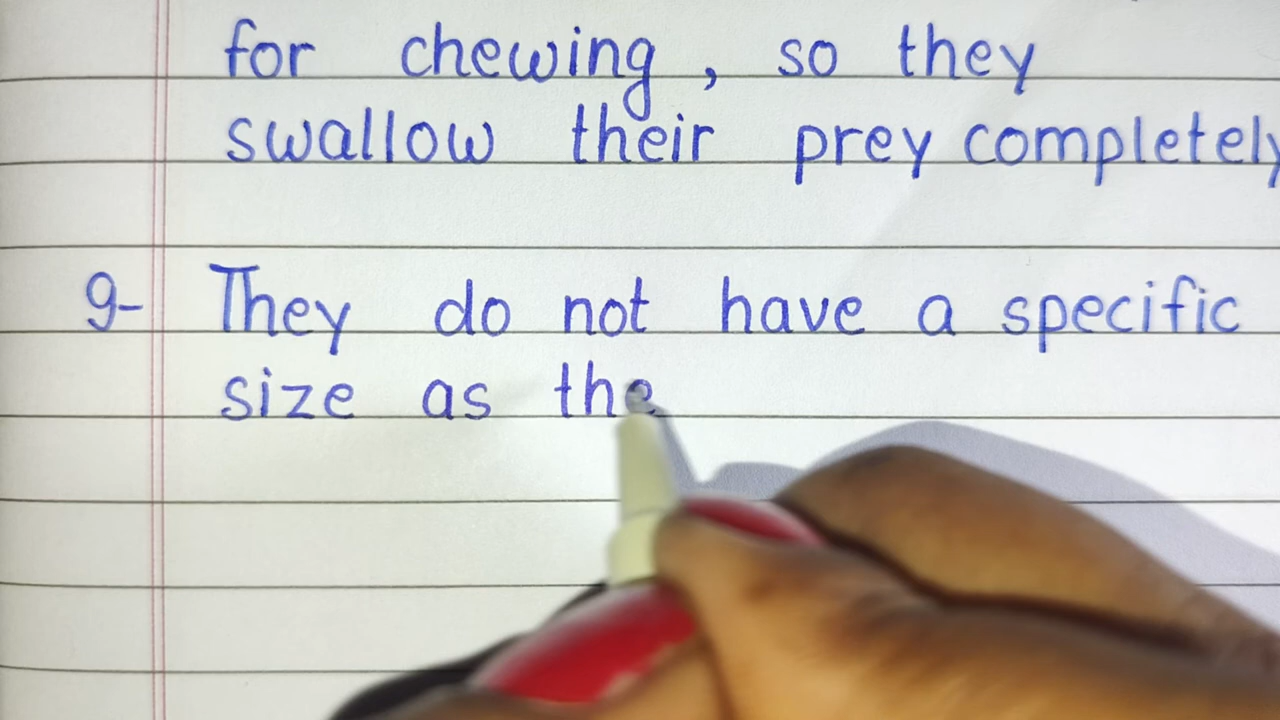 for chewing, so they
swallow their prey completely
9- They do not have a specific
size as the